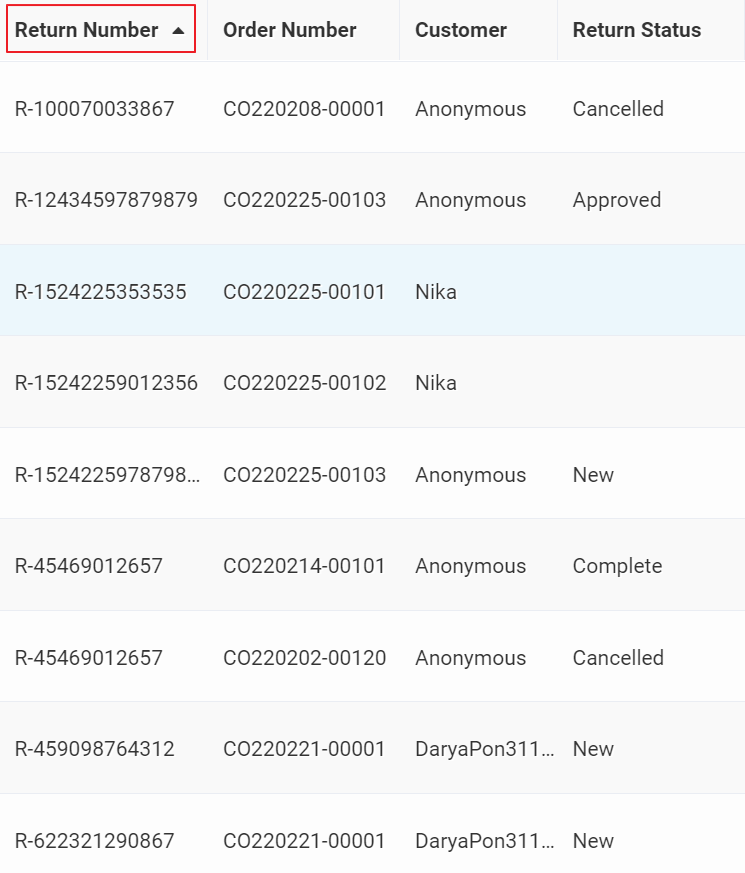 Return Number Order Number Customer Return Status
R-100070033867 CO220208-00001 Anonymous Cancelled
R-12434597879879 CO220225-00103 Anonymous Approved
R-1524225353535 CO220225-00101 Nika
R-15242259012356 CO220225-00102 Nika
R-1524225978798... CO220225-00103 Anonymous New
R-45469012657 CO220214-00101 Anonymous Complete
R-45469012657 CO220202-00120 Anonymous Cancelled
R-459098764312 CO220221-00001 DaryaPon311... New
R-622321290867 CO220221-00001 DaryaPon311... New